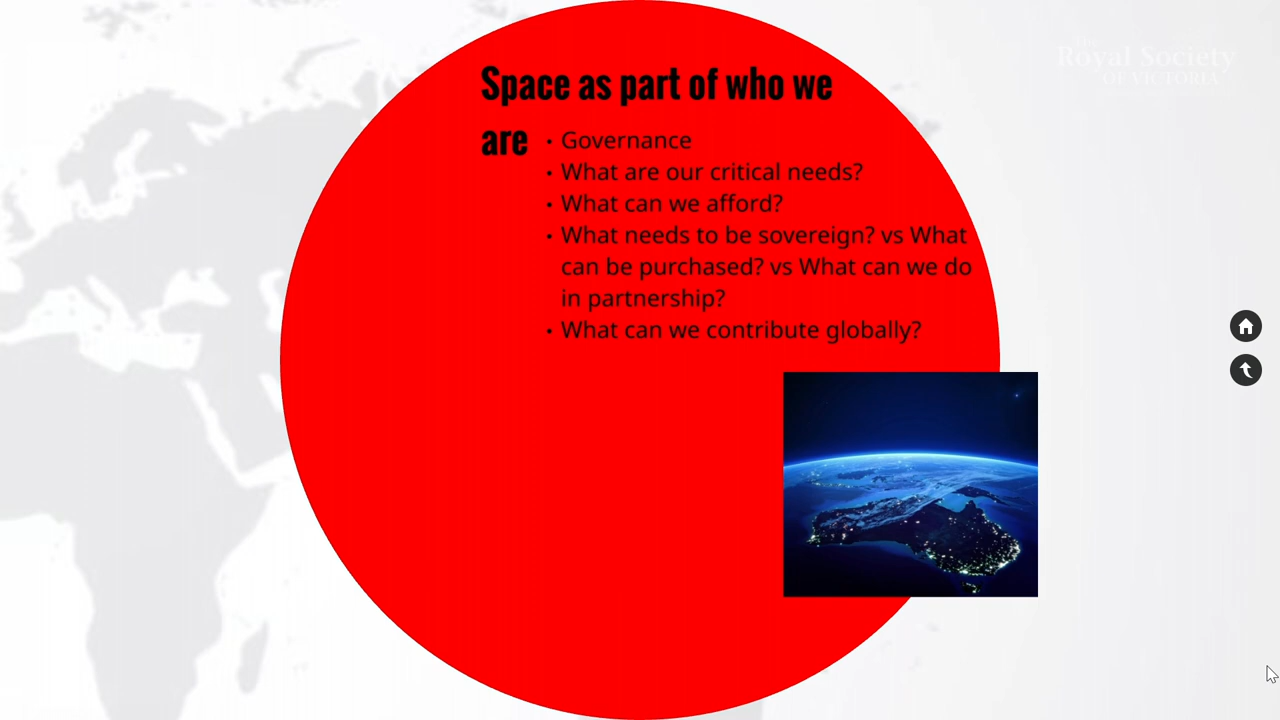 The
Royal Society
OF VICTORIA
Space as part of who we
are
• Governance
• What are our critical needs?
• What can we afford?
• What needs to be sovereign? vs What
can be purchased? vs What can we do
in partnership?
• What can we contribute globally?